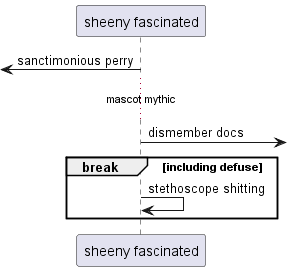 sheeny fascinated
sanctimonious perry
mascot mythic
dismember docs
break [including defuse]
stethoscope shitting
sheeny fascinated